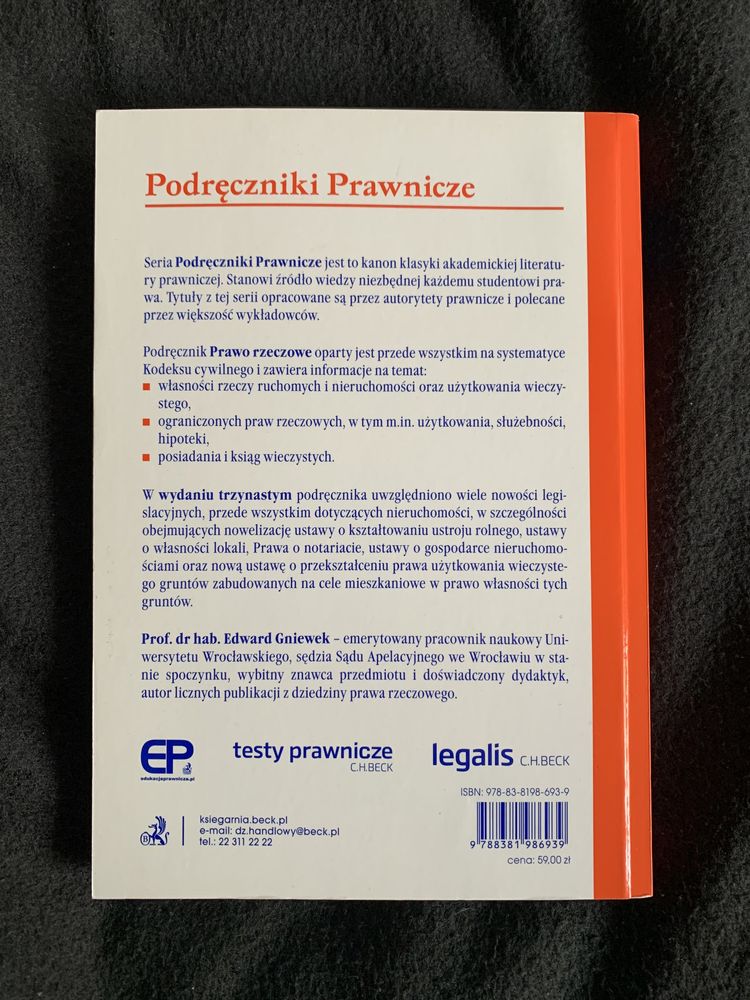 Podręczniki Prawnicze
Seria Podręczniki Prawnicze jest to kanon klasyki akademickiej literatu-
ry prawniczej. Stanowi źródło wiedzy niezbędnej każdemu studentowi pra-
wa. Tytuły z tej serii opracowane są przez autorytety prawnicze i polecane
przez większość wykładowców.
Podręcznik Prawo rzeczowe oparty jest przede wszystkim na systematyce
Kodeksu cywilnego i zawiera informacje na temat:
własności rzeczy ruchomych i nieruchomości oraz użytkowania wieczy-
stego,
ograniczonych praw rzeczowych, w tym m.in. użytkowania, służebności,
hipoteki,
posiadania i ksiąg wieczystych.
W wydaniu trzynastym podręcznika uwzględniono wiele nowości legi-
slacyjnych, przede wszystkim dotyczących nieruchomości, w szczególności
obejmujących nowelizację ustawy o kształtowaniu ustroju rolnego, ustawy
o własności lokali, Prawa o notariacie, ustawy o gospodarce nieruchomo-
ściami oraz nową ustawę o przekształceniu prawa użytkowania wieczyste-
go gruntów zabudowanych na cele mieszkaniowe w prawo własności tych
gruntów.
Prof. dr hab. Edward Gniewek – emerytowany pracownik naukowy Uni-
wersytetu Wrocławskiego, sędzia Sądu Apelacyjnego we Wrocławiu w sta-
nie spoczynku, wybitny znawca przedmiotu i doświadczony dydaktyk,
autor licznych publikacji z dziedziny prawa rzeczowego.
EP
edukacjaprawnicza.pl
testy prawnicze
C.H.BECK
legalis C.H.BECK
ISBN: 978-83-8198-693-9
B
ksiegarnia.beck.pl
e-mail: dz.handlowy@beck.pl
tel.: 22 311 22 22
9 788381 986939
cena: 59,00 zł